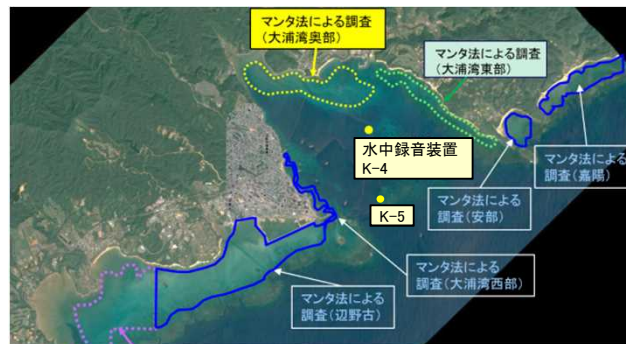 マンタ法による調査
（大浦湾奥部）
マンタ法による調査
（大浦湾東部）
水中録音装置
K-4
K-5
マンタ法による
調査（嘉陽）
マンタ法による
調査（安部）
マンタ法による
調査（大浦湾西部）
マンタ法による
調査（辺野古）